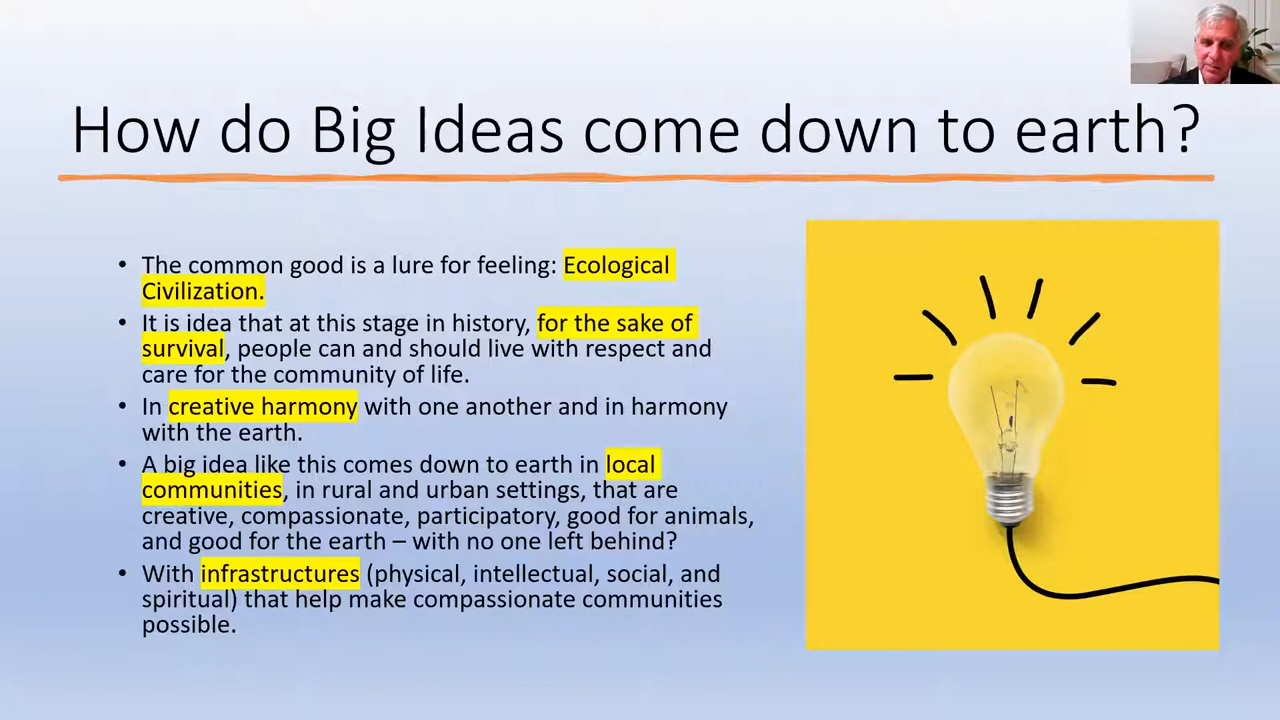 How do Big Ideas come down to earth?
• The common good is a lure for feeling: Ecological
Civilization.
• It is idea that at this stage in history, for the sake of
survival, people can and should live with respect and
care for the community of life.
• In creative harmony with one another and in harmony
with the earth.
• A big idea like this comes down to earth in local
communities, in rural and urban settings, that are
creative, compassionate, participatory, good for animals,
and good for the earth – with no one left behind?
• With infrastructures (physical, intellectual, social, and
spiritual) that help make compassionate communities
possible.